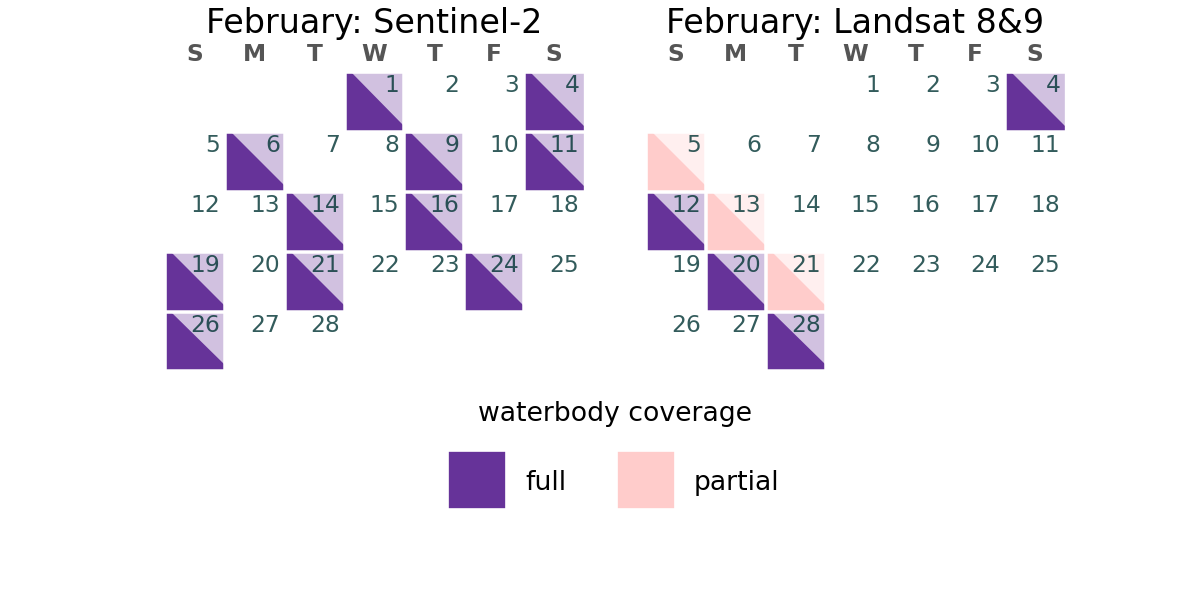 February: Sentinel-2
S M T W T F S
1 2 3 4
5 6 7 8 9 10 11
12 13 14 15 16 17 18
19 20 21 22 23 24 25
26 27 28
February: Landsat 8&9
S M T W T F S
1 2 3 4
5 6 7 8 9 10 11
12 13 14 15 16 17 18
19 20 21 22 23 24 25
26 27 28
waterbody coverage
full partial